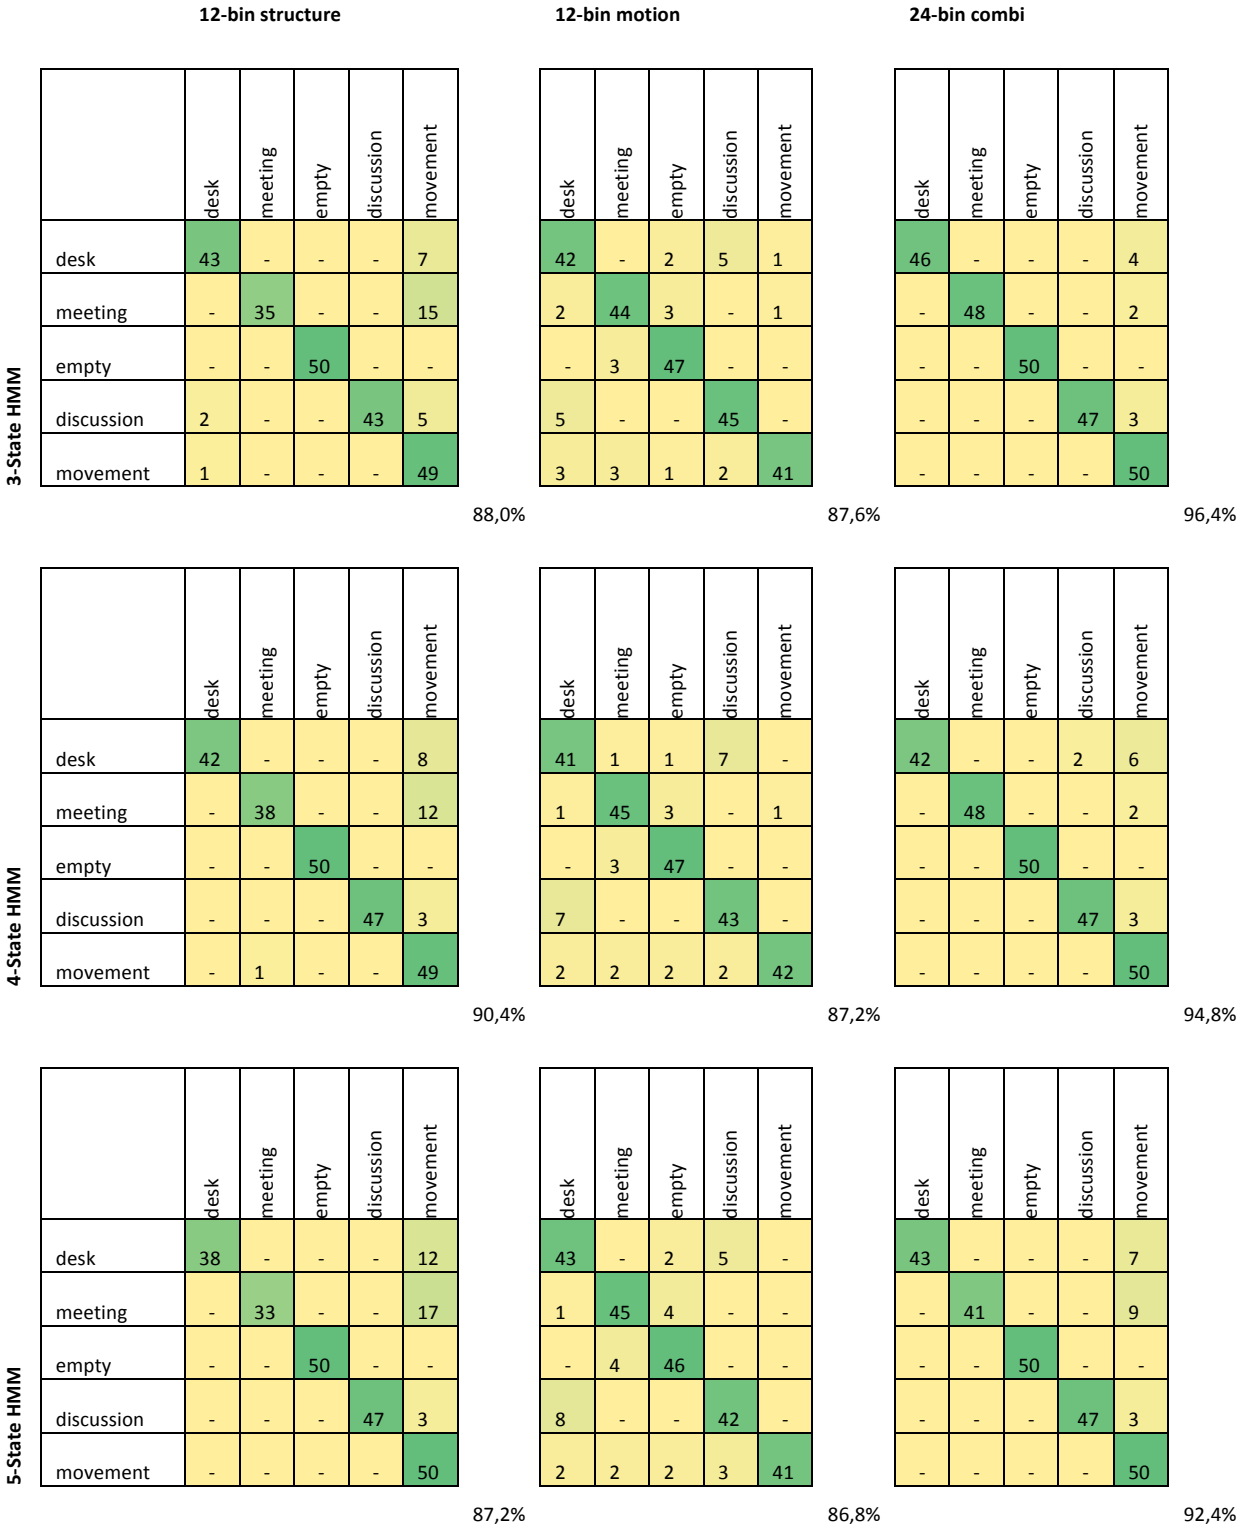 12-bin structure 12-bin motion 24-bin combi
desk meeting empty discussion movement desk meeting empty discussion movement desk meeting empty discussion movement
3-State HMM
desk 43 - - - 7 42 - 2 5 1 46 - - - 4
meeting - 35 - - 15 2 44 3 - 1 - 48 - - 2
empty - - 50 - - - 3 47 - - - - 50 - -
discussion 2 - - 43 5 5 - - 45 - - - - 47 3
movement 1 - - - 49 3 3 1 2 41 - - - - 50
88,0% 87,6% 96,4%
desk meeting empty discussion movement desk meeting empty discussion movement desk meeting empty discussion movement
4-State HMM
desk 42 - - - 8 41 1 1 7 - 42 - - 2 6
meeting - 38 - - 12 1 45 3 - 1 - 48 - - 2
empty - - 50 - - - 3 47 - - - - 50 - -
discussion - - - 47 3 7 - - 43 - - - - 47 3
movement - 1 - - 49 2 2 2 2 42 - - - - 50
90,4% 87,2% 94,8%
desk meeting empty discussion movement desk meeting empty discussion movement desk meeting empty discussion movement
5-State HMM
desk 38 - - - 12 43 - 2 5 - 43 - - - 7
meeting - 33 - - 17 1 45 4 - - - 41 - - 9
empty - - 50 - - - 4 46 - - - - 50 - -
discussion - - - 47 3 8 - - 42 - - - - 47 3
movement - - - - 50 2 2 2 3 41 - - - - 50
87,2% 86,8% 92,4%